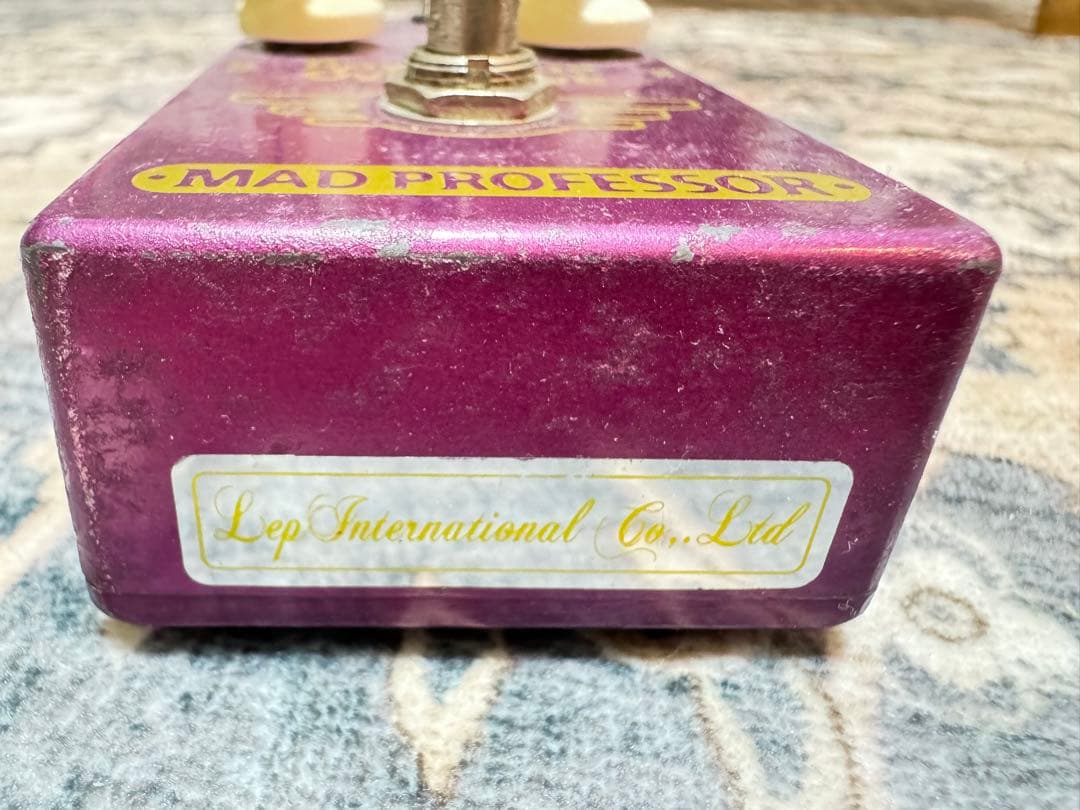 • MAD PROFESSOR •
Lep International Co,. Ltd